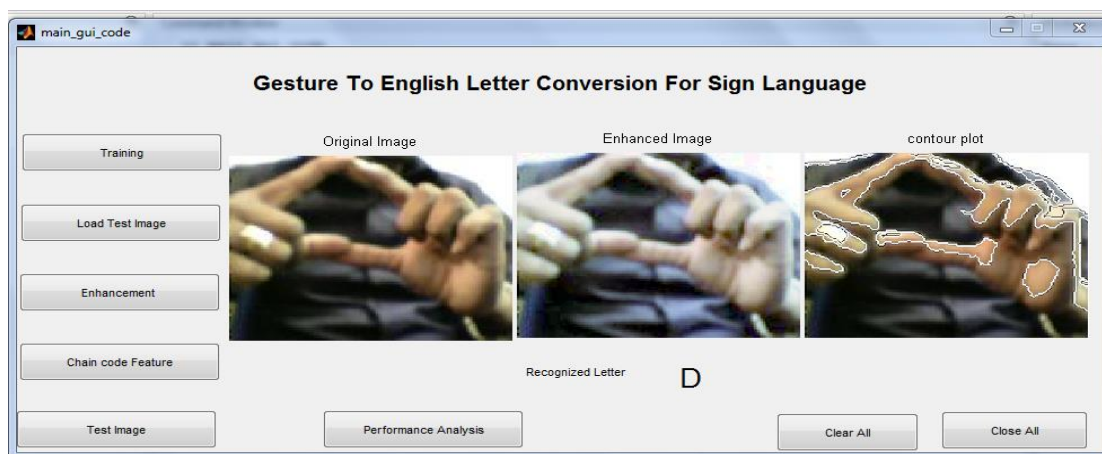 main_gui_code
Gesture To English Letter Conversion For Sign Language
Training
Original Image
Enhanced Image
contour plot
Load Test Image
Enhancement
Chain code Feature
Recognized Letter D
Test Image
Performance Analysis
Clear All
Close All